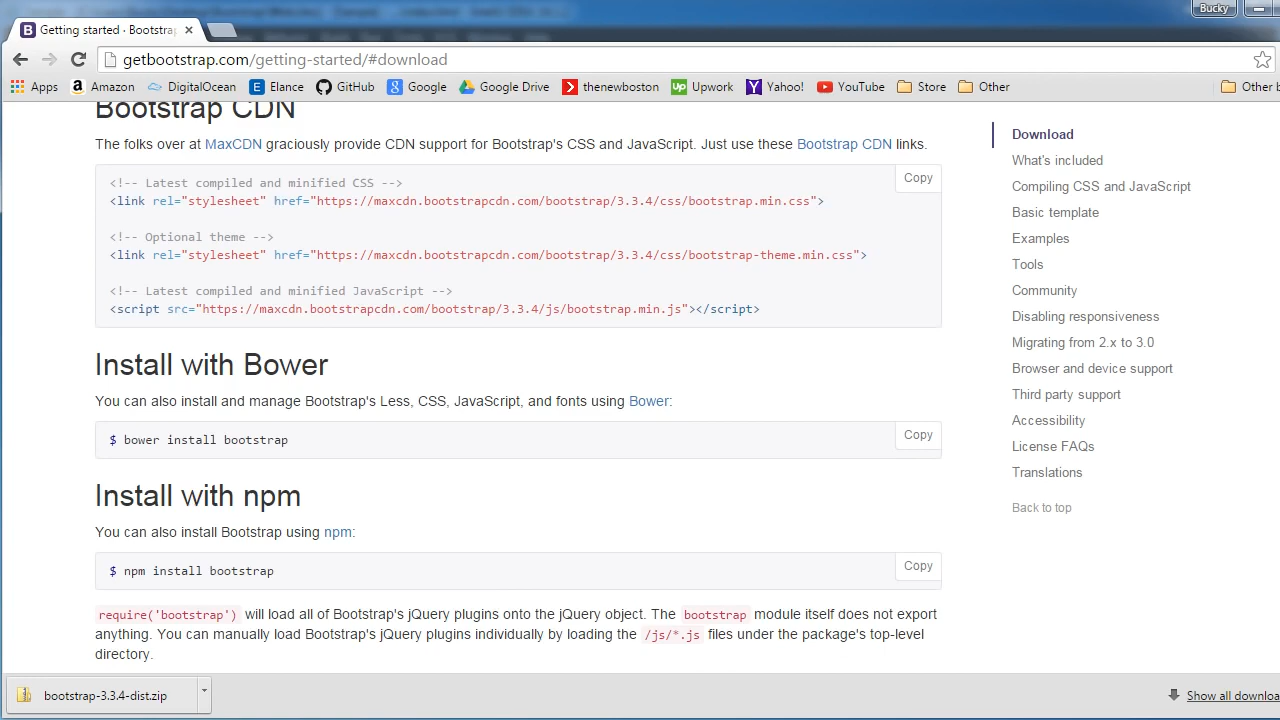 Bucky
Getting started · Bootstrap
getbootstrap.com/getting-started/#download
Apps Amazon DigitalOcean Elance GitHub Google Google Drive thenewboston Upwork Yahoo! YouTube Store Other Other b
Bootstrap CDN
The folks over at MaxCDN graciously provide CDN support for Bootstrap's CSS and JavaScript. Just use these Bootstrap CDN links.
Copy
<!-- Latest compiled and minified CSS -->
<link rel="stylesheet" href="https://maxcdn.bootstrapcdn.com/bootstrap/3.3.4/css/bootstrap.min.css">
<!-- Optional theme -->
<link rel="stylesheet" href="https://maxcdn.bootstrapcdn.com/bootstrap/3.3.4/css/bootstrap-theme.min.css">
<!-- Latest compiled and minified JavaScript -->
<script src="https://maxcdn.bootstrapcdn.com/bootstrap/3.3.4/js/bootstrap.min.js"></script>
Install with Bower
You can also install and manage Bootstrap's Less, CSS, JavaScript, and fonts using Bower:
Copy
$ bower install bootstrap
Install with npm
You can also install Bootstrap using npm:
Copy
$ npm install bootstrap
require('bootstrap') will load all of Bootstrap's jQuery plugins onto the jQuery object. The bootstrap module itself does not export
anything. You can manually load Bootstrap's jQuery plugins individually by loading the /js/*.js files under the package's top-level
directory.
Download
What's included
Compiling CSS and JavaScript
Basic template
Examples
Tools
Community
Disabling responsiveness
Migrating from 2.x to 3.0
Browser and device support
Third party support
Accessibility
License FAQs
Translations
Back to top
bootstrap-3.3.4-dist.zip
Show all downloa